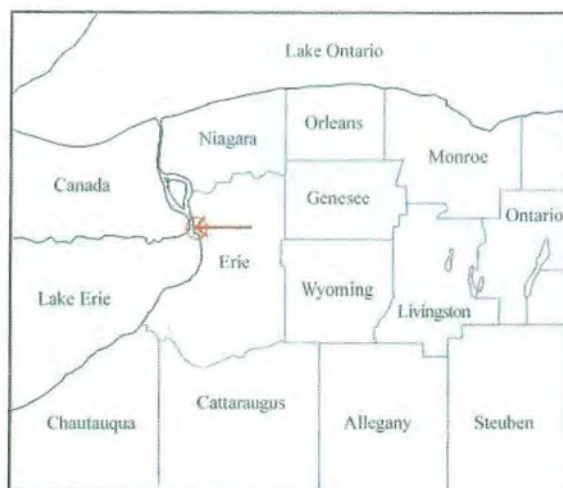 Lake Ontario
Niagara
Orleans
Monroe
Canada
Genesee
Ontario
Erie
Lake Erie
Wyoming
Livingston
Chautauqua
Cattaraugus
Allegany
Steuben